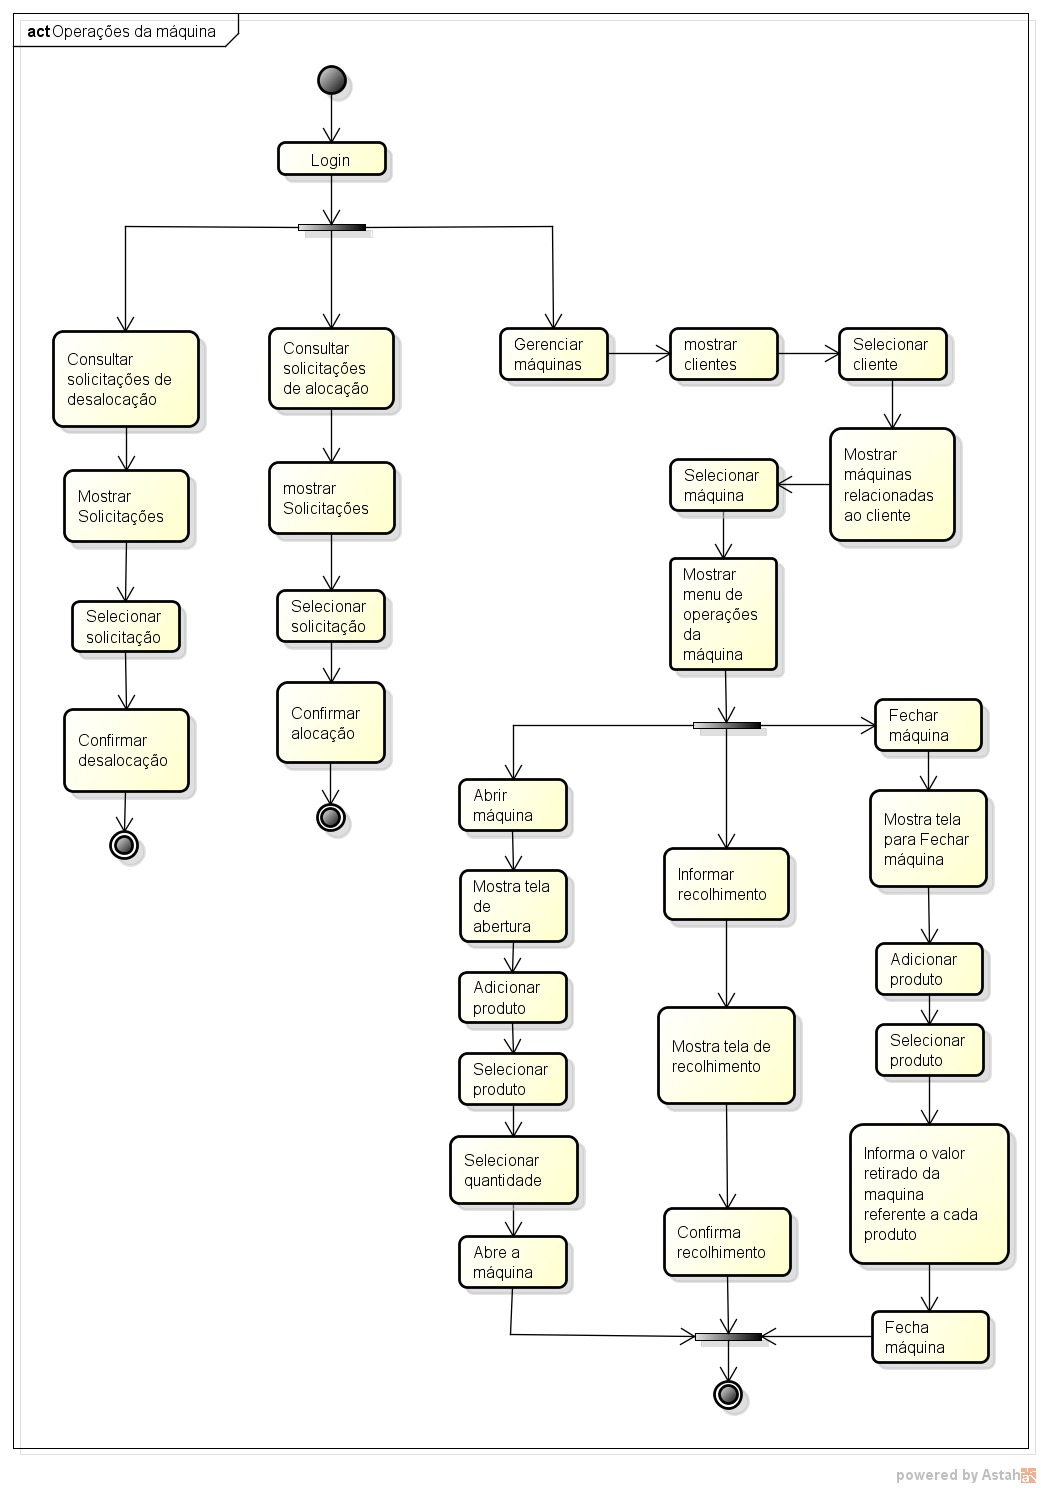 act Operações da máquina
Login
Consultar
solicitações de
desalocação
Mostrar
Solicitações
Selecionar
solicitação
Confirmar
desalocação
Consultar
solicitações
de alocação
mostrar
Solicitações
Selecionar
solicitação
Confirmar
alocação
Gerenciar
máquinas
mostrar
clientes
Selecionar
cliente
Mostrar
máquinas
relacionadas
ao cliente
Selecionar
máquina
Mostrar
menu de
operações
da
máquina
Abrir
máquina
Mostra tela
de
abertura
Adicionar
produto
Selecionar
produto
Selecionar
quantidade
Abre a
máquina
Informar
recolhimento
Mostra tela de
recolhimento
Confirma
recolhimento
Fechar
máquina
Mostra tela
para Fechar
máquina
Adicionar
produto
Selecionar
produto
Informa o valor
retirado da
maquina
referente a cada
produto
Fecha
máquina
powered by Astah